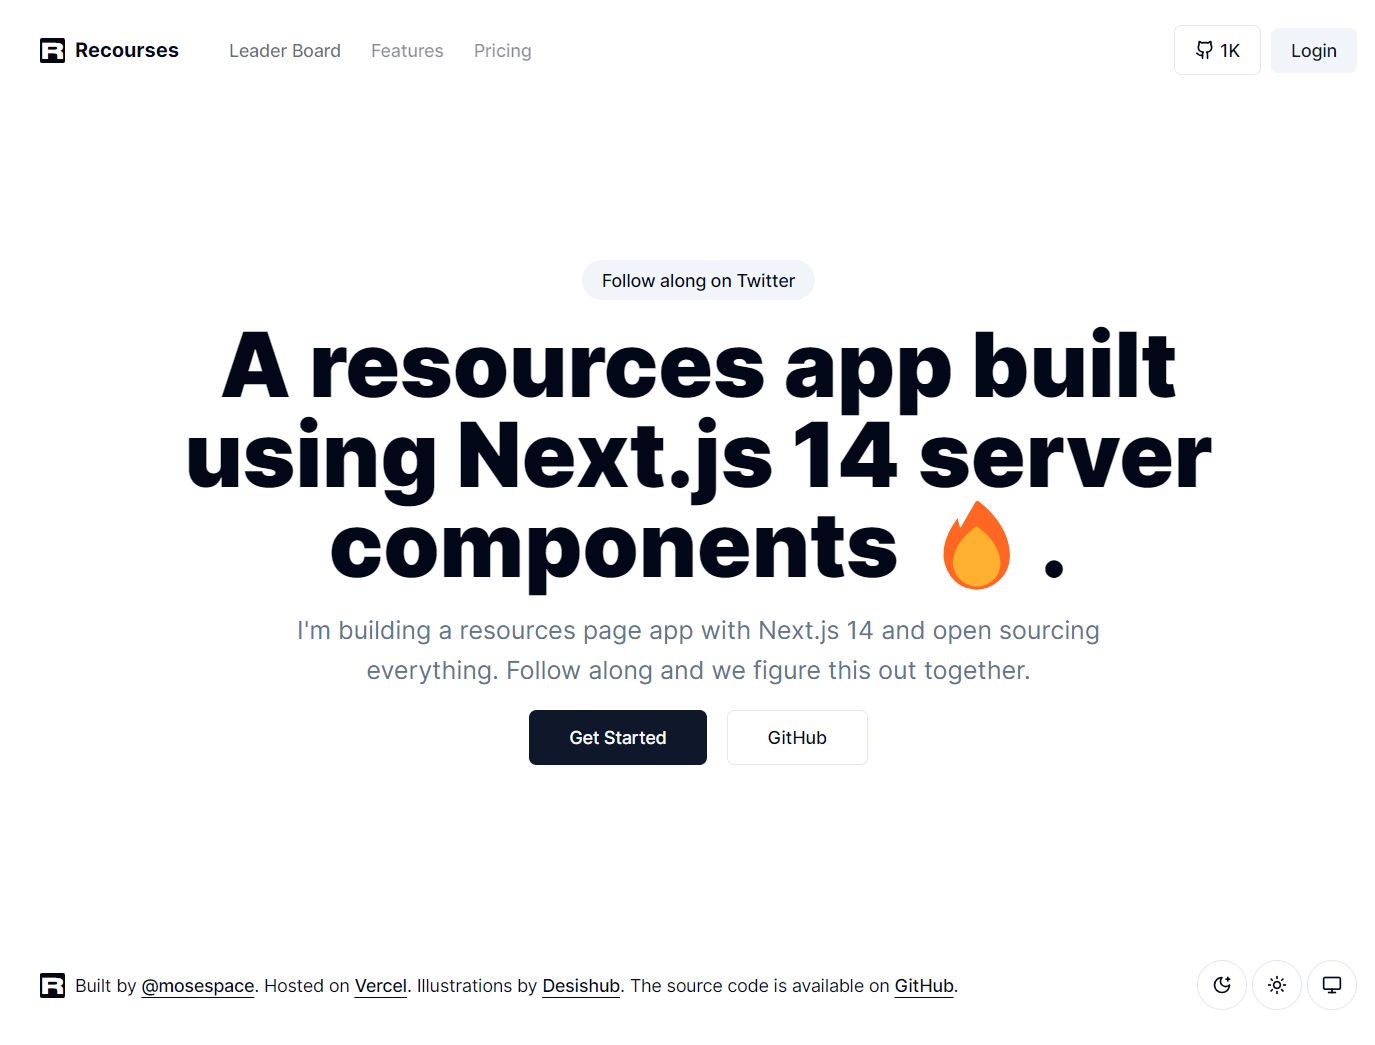 Recourses Leader Board Features Pricing 1K Login
Follow along on Twitter
A resources app built
using Next.js 14 server
components 🔥 .
I'm building a resources page app with Next.js 14 and open sourcing
everything. Follow along and we figure this out together.
Get Started GitHub
Built by @mosespace. Hosted on Vercel. Illustrations by Desishub. The source code is available on GitHub.